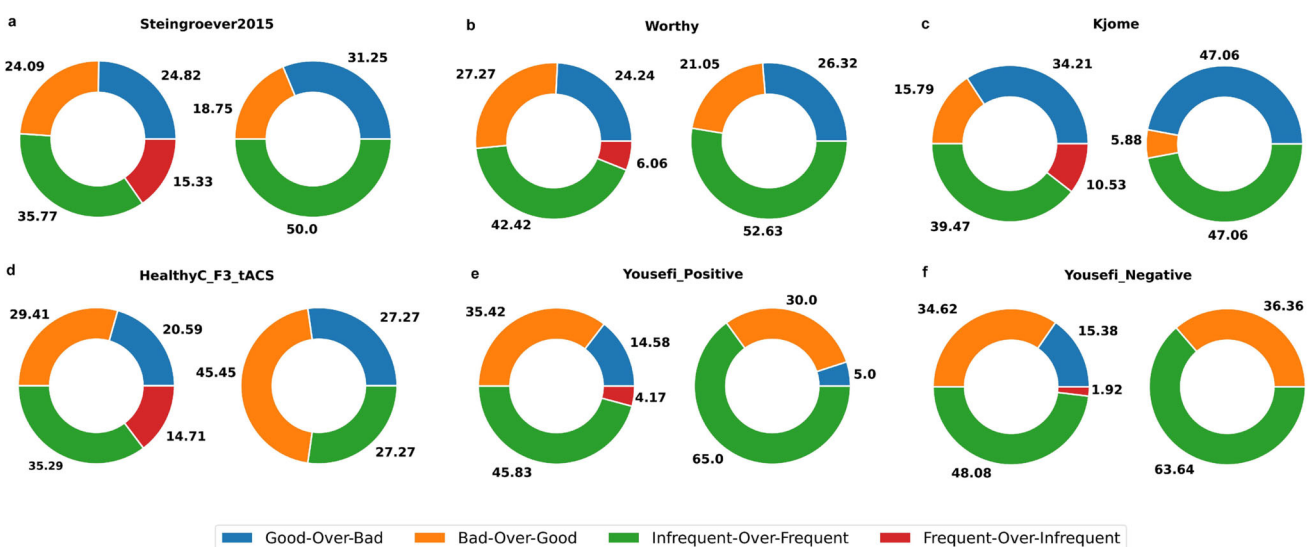 a Steingroever2015
24.09 24.82 15.33 35.77
31.25 18.75 50.0
b Worthy
27.27 24.24 6.06 42.42
21.05 26.32 52.63
c Kjome
15.79 34.21 10.53 39.47
47.06 5.88 47.06
d HealthyC_F3_tACS
29.41 20.59 14.71 35.29
27.27 45.45 27.27
e Yousefi_Positive
35.42 14.58 4.17 45.83
30.0 5.0 65.0
f Yousefi_Negative
34.62 15.38 1.92 48.08
36.36 63.64
Good-Over-Bad Bad-Over-Good Infrequent-Over-Frequent Frequent-Over-Infrequent